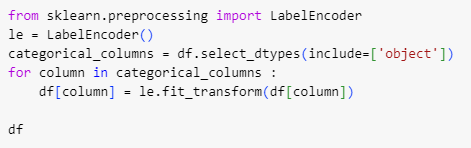 from sklearn.preprocessing import LabelEncoder
le = LabelEncoder()
categorical_columns = df.select_dtypes(include=['object'])
for column in categorical_columns :
    df[column] = le.fit_transform(df[column])
df